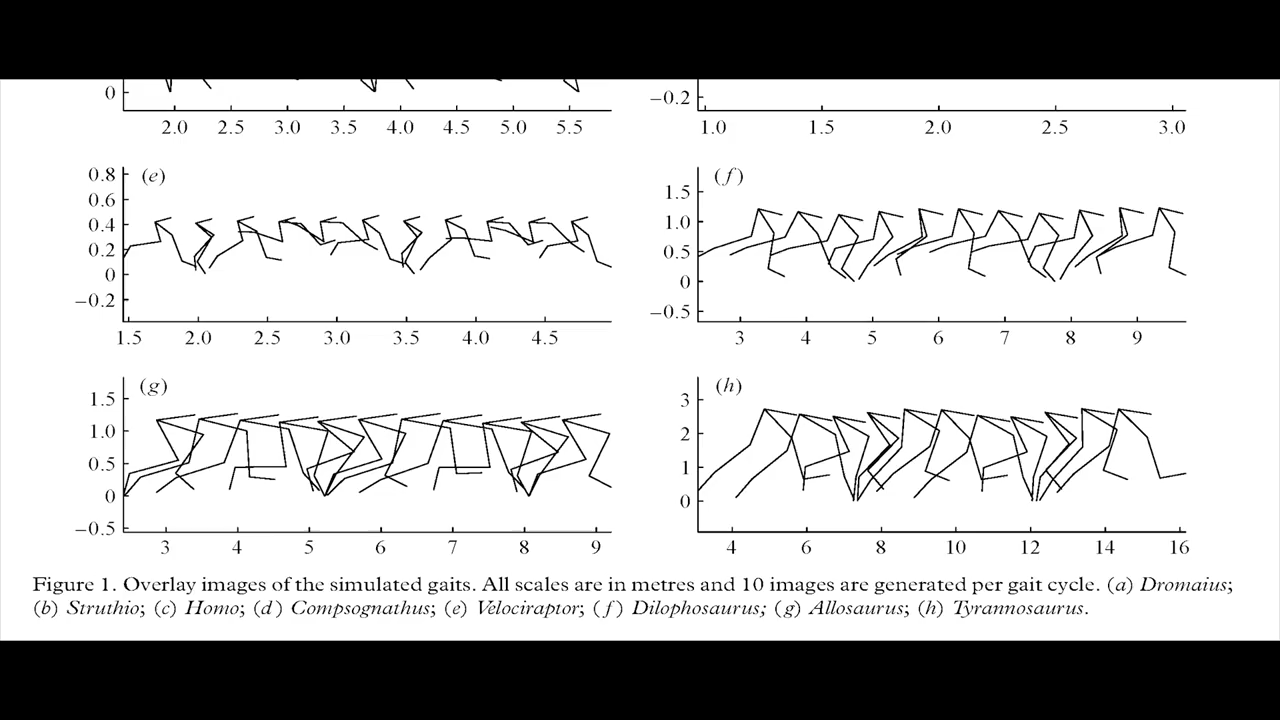 0
2.0 2.5 3.0 3.5 4.0 4.5 5.0 5.5
−0.2
1.0 1.5 2.0 2.5 3.0
(e)
0.8
0.6
0.4
0.2
0
−0.2
1.5 2.0 2.5 3.0 3.5 4.0 4.5
(f)
1.5
1.0
0.5
0
−0.5
3 4 5 6 7 8 9
(g)
1.5
1.0
0.5
0
−0.5
3 4 5 6 7 8 9
(h)
3
2
1
0
4 6 8 10 12 14 16
Figure 1. Overlay images of the simulated gaits. All scales are in metres and 10 images are generated per gait cycle. (a) Dromaius;
(b) Struthio; (c) Homo; (d) Compsognathus; (e) Velociraptor; (f) Dilophosaurus; (g) Allosaurus; (h) Tyrannosaurus.